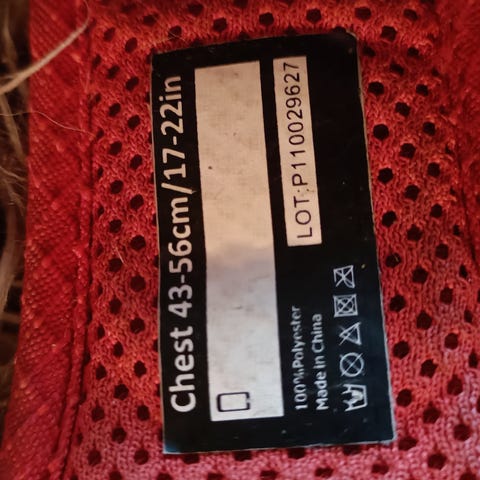 Chest 43-56cm/17-22in
LOT:P110029627
100%Polyester
Made in China